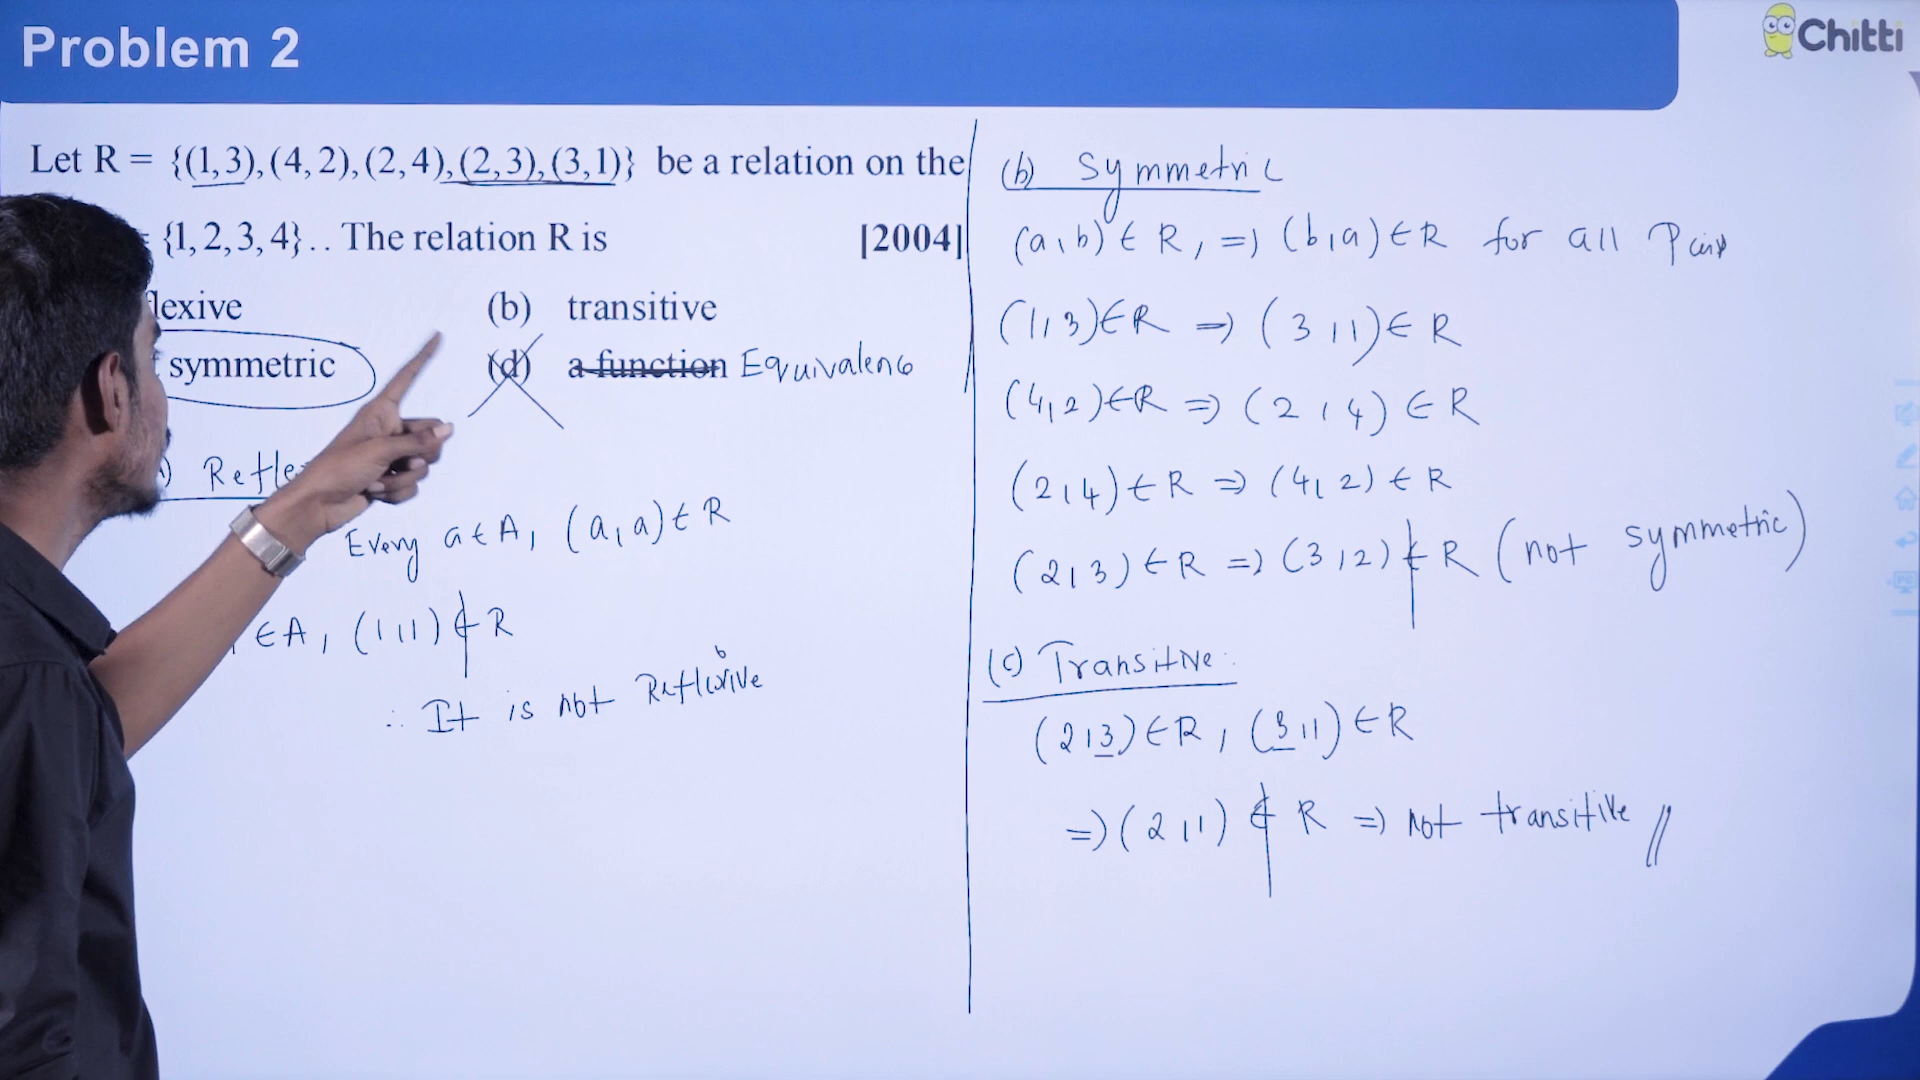 Problem 2
Chitti
Let R = {(1,3),(4,2),(2,4),(2,3),(3,1)} be a relation on the
= {1,2,3,4}.. The relation R is [2004]
lexive (b) transitive
symmetric (d) a function Equivalence
) Refle
Every a∈A, (a,a)∈R
∈A, (1,1)∉R
∴ It is not Reflexive
(b) Symmetric
(a,b)∈R, ⇒ (b,a)∈R for all Pair
(1,3)∈R ⇒ (3,1)∈R
(4,2)∈R ⇒ (2,4)∈R
(2,4)∈R ⇒ (4,2)∈R
(2,3)∈R ⇒ (3,2)∉R (not symmetric)
(c) Transitive:
(2,3)∈R, (3,1)∈R
⇒(2,1)∉R ⇒ not transitive //